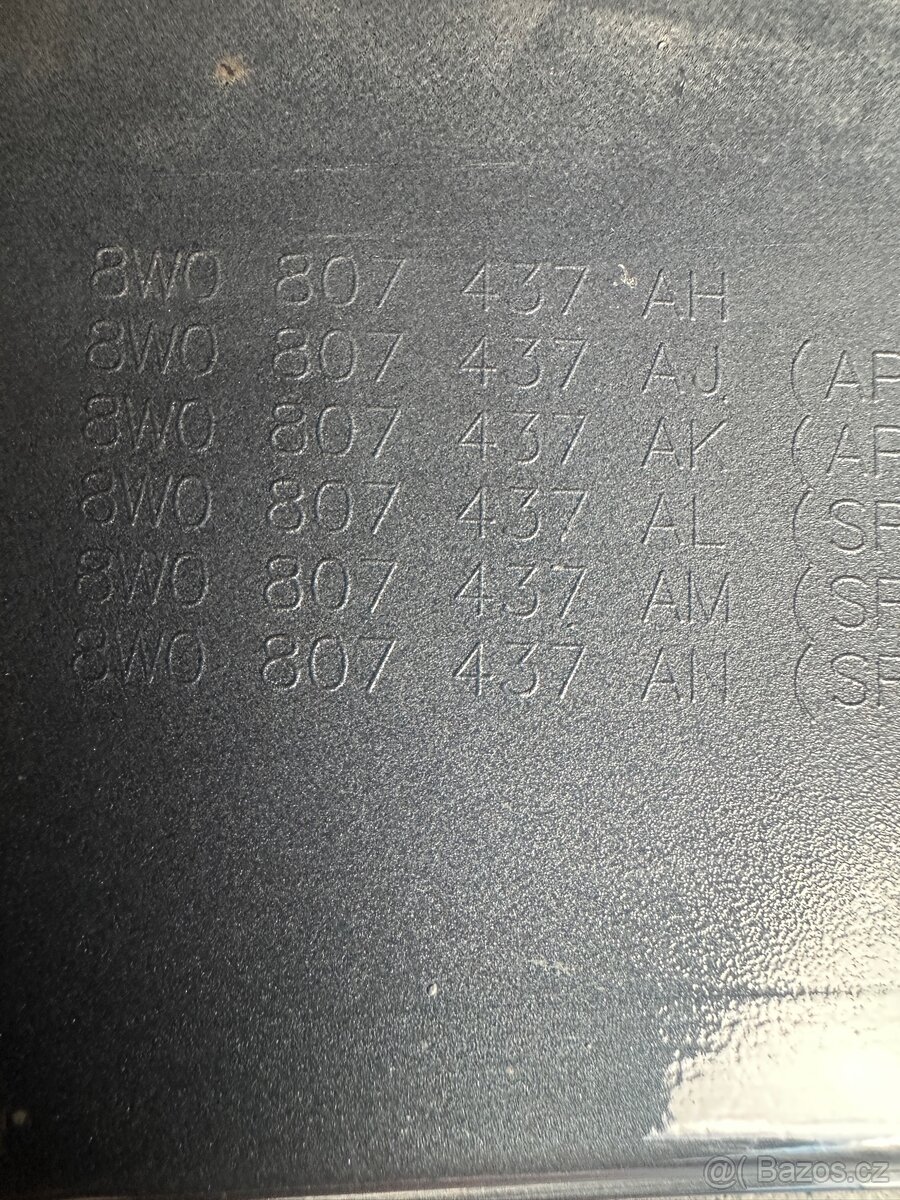 8W0 807 437 AH
8W0 807 437 AJ (AP
8W0 807 437 AK (AP
8W0 807 437 AL (SP
8W0 807 437 AM (SP
8W0 807 437 AN (SP
@( Bazos.cz